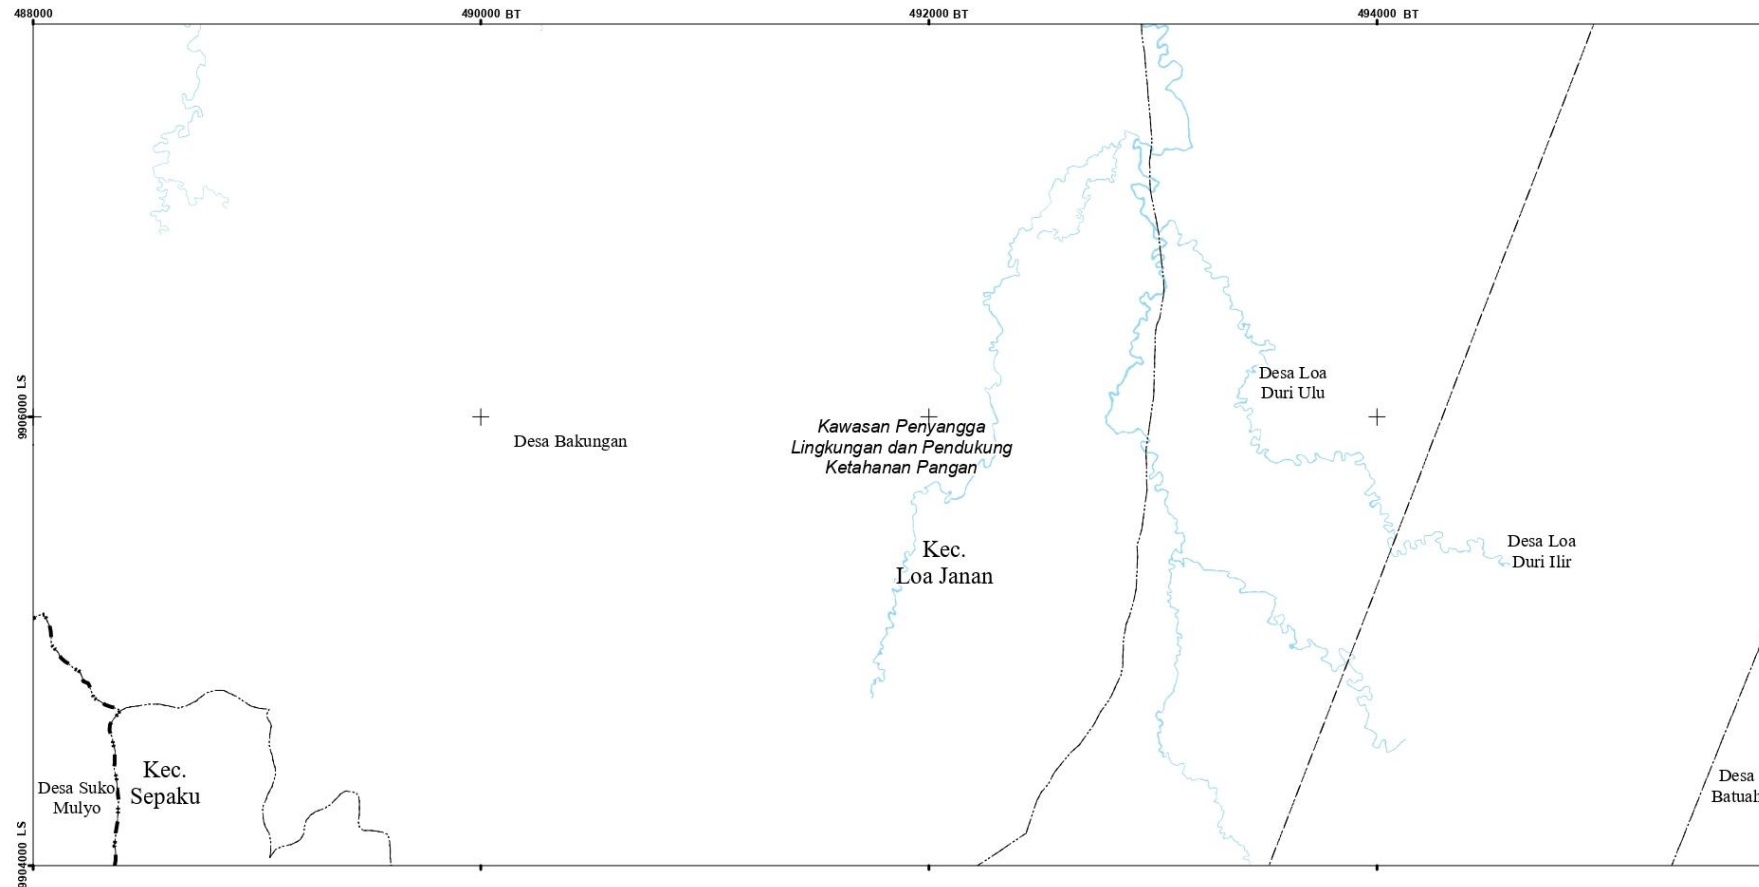 488000
490000 BT
492000 BT
494000 BT
9906000 LS
9904000 LS
Desa Loa
Duri Ulu
Desa Bakungan
Kawasan Penyangga
Lingkungan dan Pendukung
Ketahanan Pangan
Kec.
Loa Janan
Desa Loa
Duri Ilir
Kec.
Sepaku
Desa Suko
Mulyo
Desa
Batuah